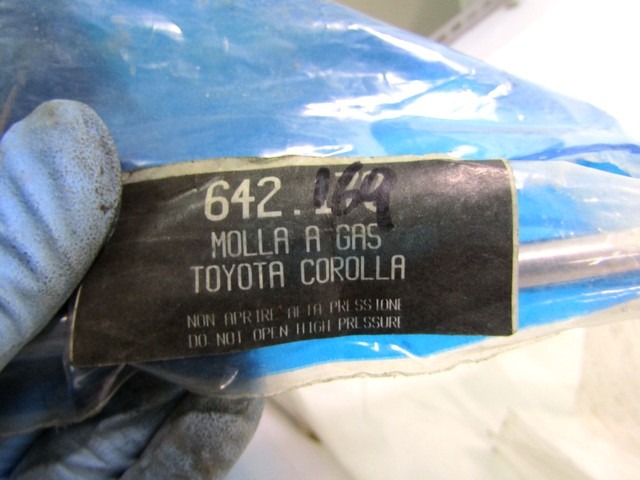 642.169
MOLLA A GAS
TOYOTA COROLLA
NON APRIRE ALTA PRESSIONE
DO NOT OPEN HIGH PRESSURE